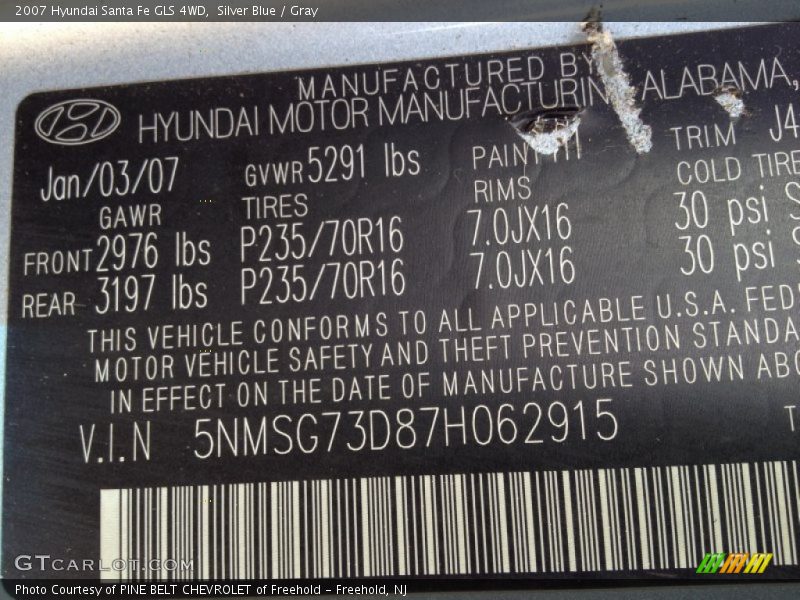 2007 Hyundai Santa Fe GLS 4WD, Silver Blue / Gray
MANUFACTURED BY
HYUNDAI MOTOR MANUFACTURIN ALABAMA,
Jan/03/07 GVWR 5291 lbs PAINT TRIM J4
GAWR TIRES RIMS COLD TIRE
FRONT 2976 lbs P235/70R16 7.0JX16 30 psi S
REAR 3197 lbs P235/70R16 7.0JX16 30 psi S
THIS VEHICLE CONFORMS TO ALL APPLICABLE U.S.A. FED
MOTOR VEHICLE SAFETY AND THEFT PREVENTION STANDA
IN EFFECT ON THE DATE OF MANUFACTURE SHOWN ABO
V.I.N 5NMSG73D87H062915 T
GTCARLOT.COM
Photo Courtesy of PINE BELT CHEVROLET of Freehold - Freehold, NJ